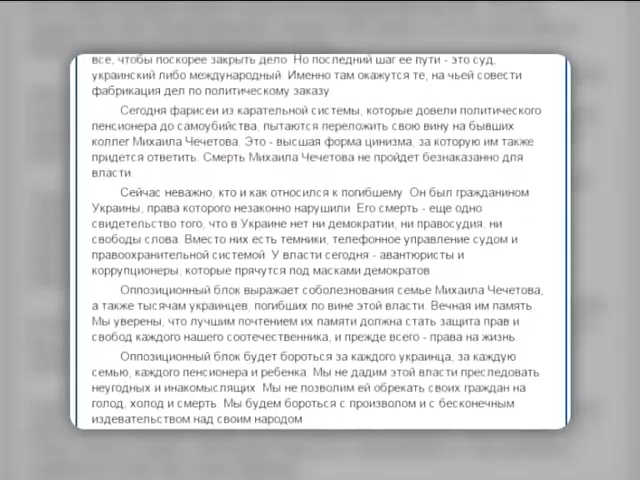 все, чтобы поскорее закрыть дело. Но последний шаг ее пути - это суд,
украинский либо международный. Именно там окажутся те, на чьей совести
фабрикация дел по политическому заказу
Сегодня фарисеи из карательной системы, которые довели политического
пенсионера до самоубийства, пытаются переложить свою вину на бывших
коллег Михаила Чечетова. Это - высшая форма цинизма, за которую им также
придется ответить. Смерть Михаила Чечетова не пройдет безнаказанно для
власти.
Сейчас неважно, кто и как относился к погибшему. Он был гражданином
Украины, права которого незаконно нарушили. Его смерть - еще одно
свидетельство того, что в Украине нет ни демократии, ни правосудия, ни
свободы слова. Вместо них есть темники, телефонное управление судом и
правоохранительной системой. У власти сегодня - авантюристы и
коррупционеры, которые прячутся под масками демократов
Оппозиционный блок выражает соболезнования семье Михаила Чечетова,
а также тысячам украинцев, погибших по вине этой власти. Вечная им память.
Мы уверены, что лучшим почтением их памяти должна стать защита прав и
свобод каждого нашего соотечественника, и прежде всего - права на жизнь
Оппозиционный блок будет бороться за каждого украинца, за каждую
семью, каждого пенсионера и ребенка. Мы не дадим этой власти преследовать
неугодных и инакомыслящих. Мы не позволим ей обрекать своих граждан на
голод, холод и смерть. Мы будем бороться с произволом и с бесконечным
издевательством над своим народом